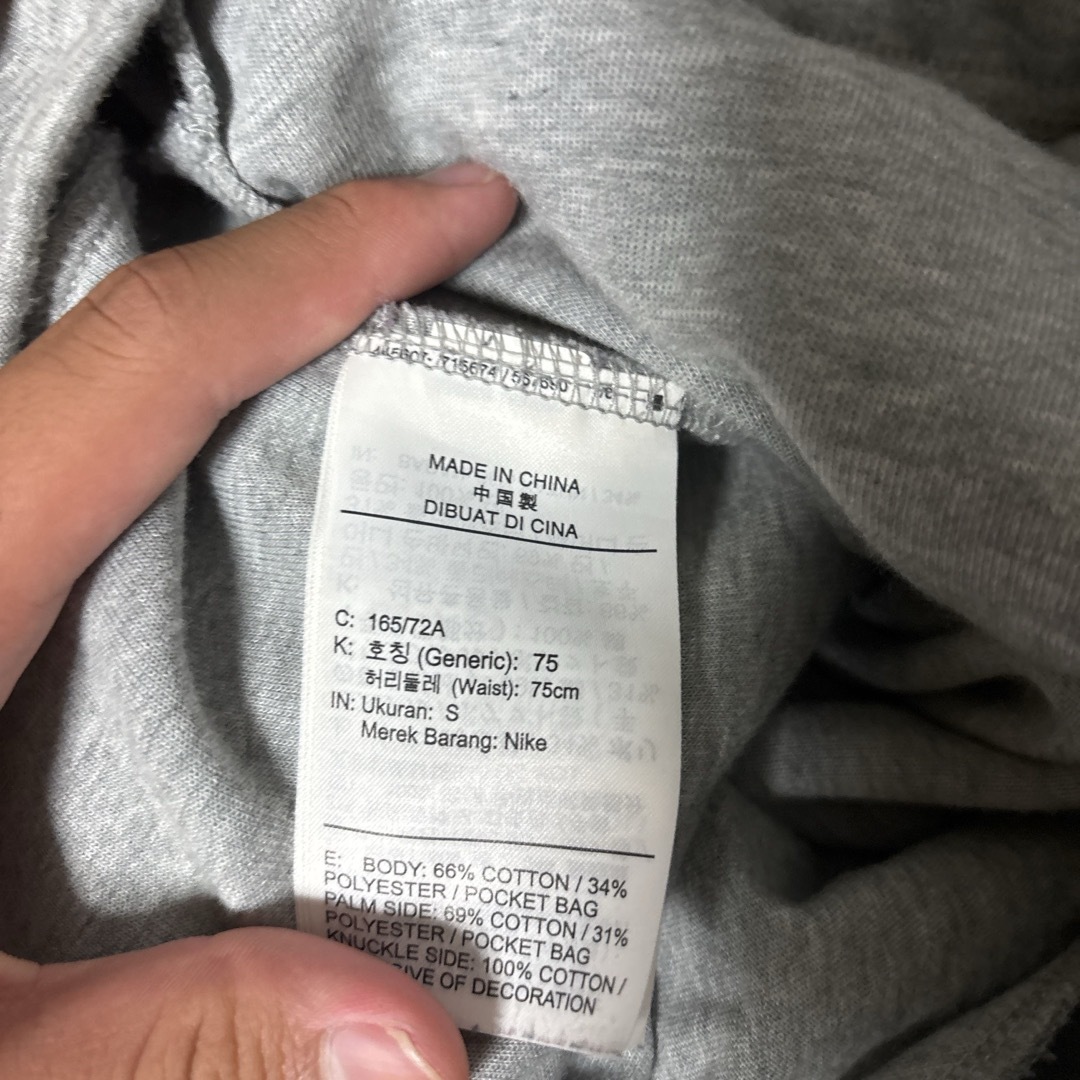 MADE IN CHINA
中国製
DIBUAT DI CINA
C: 165/72A
K: 호칭 (Generic): 75
허리둘레 (Waist): 75cm
IN: Ukuran: S
Merek Barang: Nike
E: BODY: 66% COTTON / 34%
POLYESTER / POCKET BAG
PALM SIDE: 69% COTTON / 31%
POLYESTER / POCKET BAG
KNUCKLE SIDE: 100% COTTON /
OF DECORATION